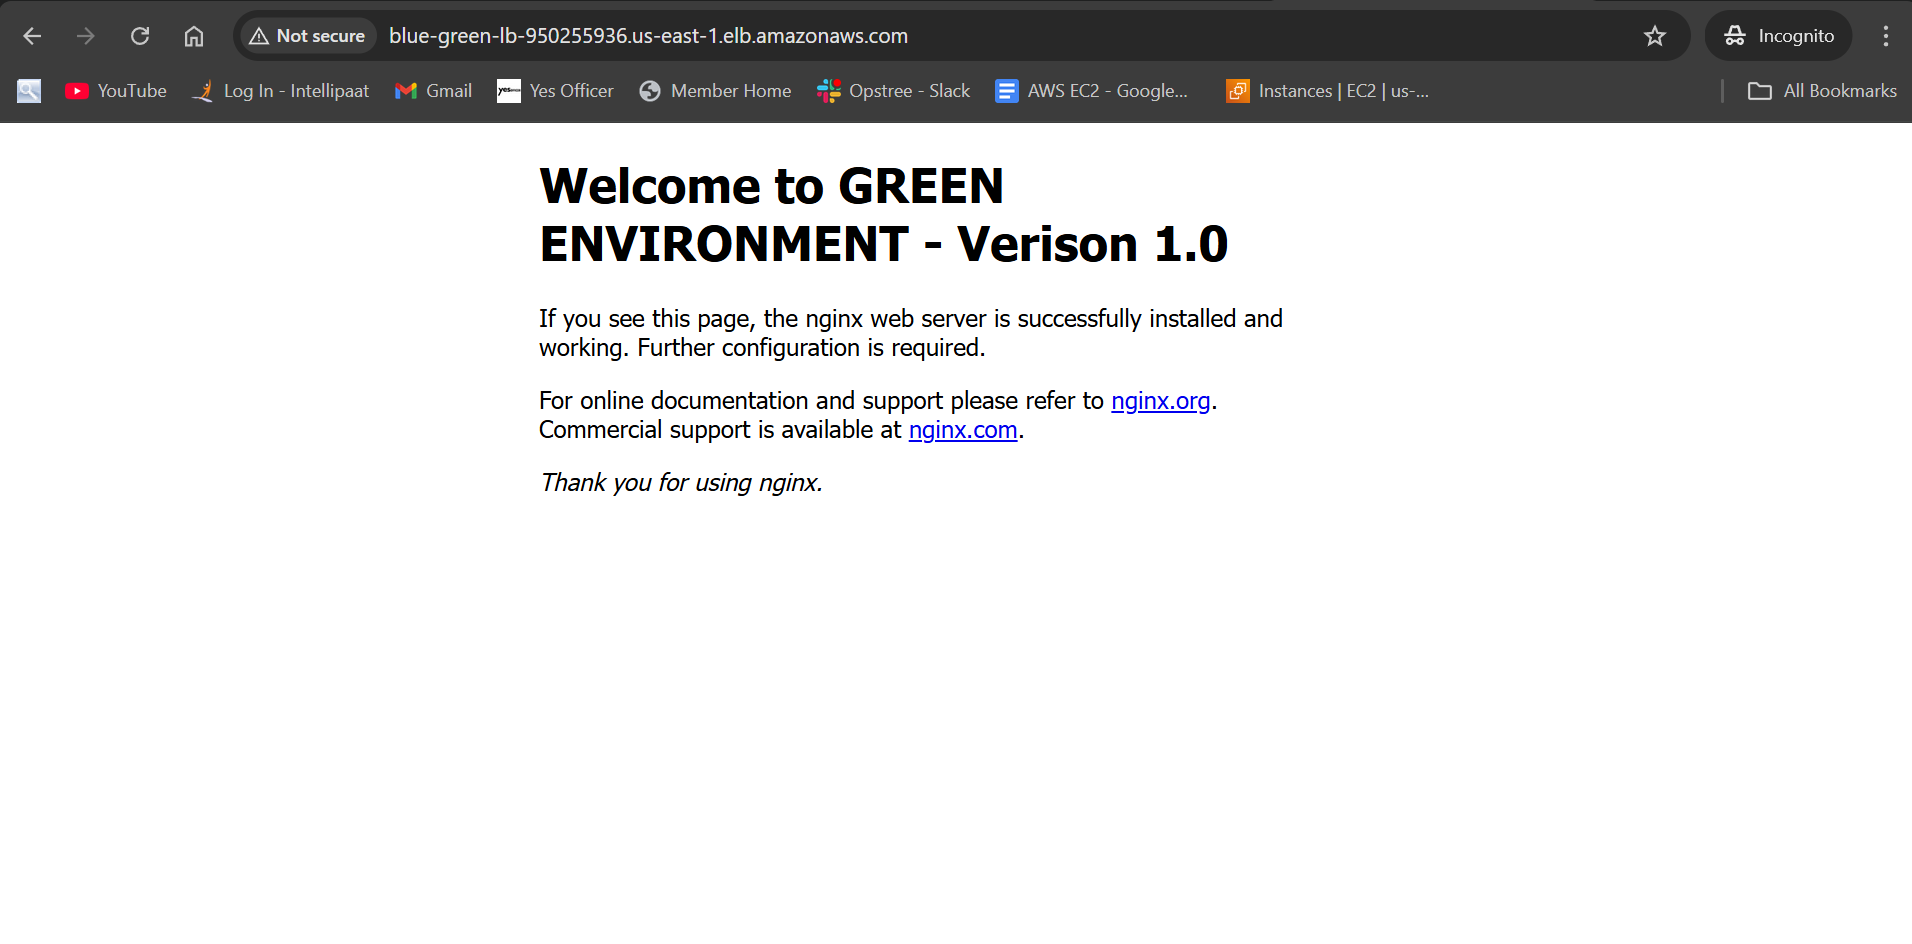 Not secure blue-green-lb-950255936.us-east-1.elb.amazonaws.com Incognito
YouTube Log In - Intellipaat Gmail yes Yes Officer Member Home Opstree - Slack AWS EC2 - Google... Instances | EC2 | us-... All Bookmarks
Welcome to GREEN
ENVIRONMENT - Verison 1.0
If you see this page, the nginx web server is successfully installed and
working. Further configuration is required.
For online documentation and support please refer to nginx.org.
Commercial support is available at nginx.com.
Thank you for using nginx.